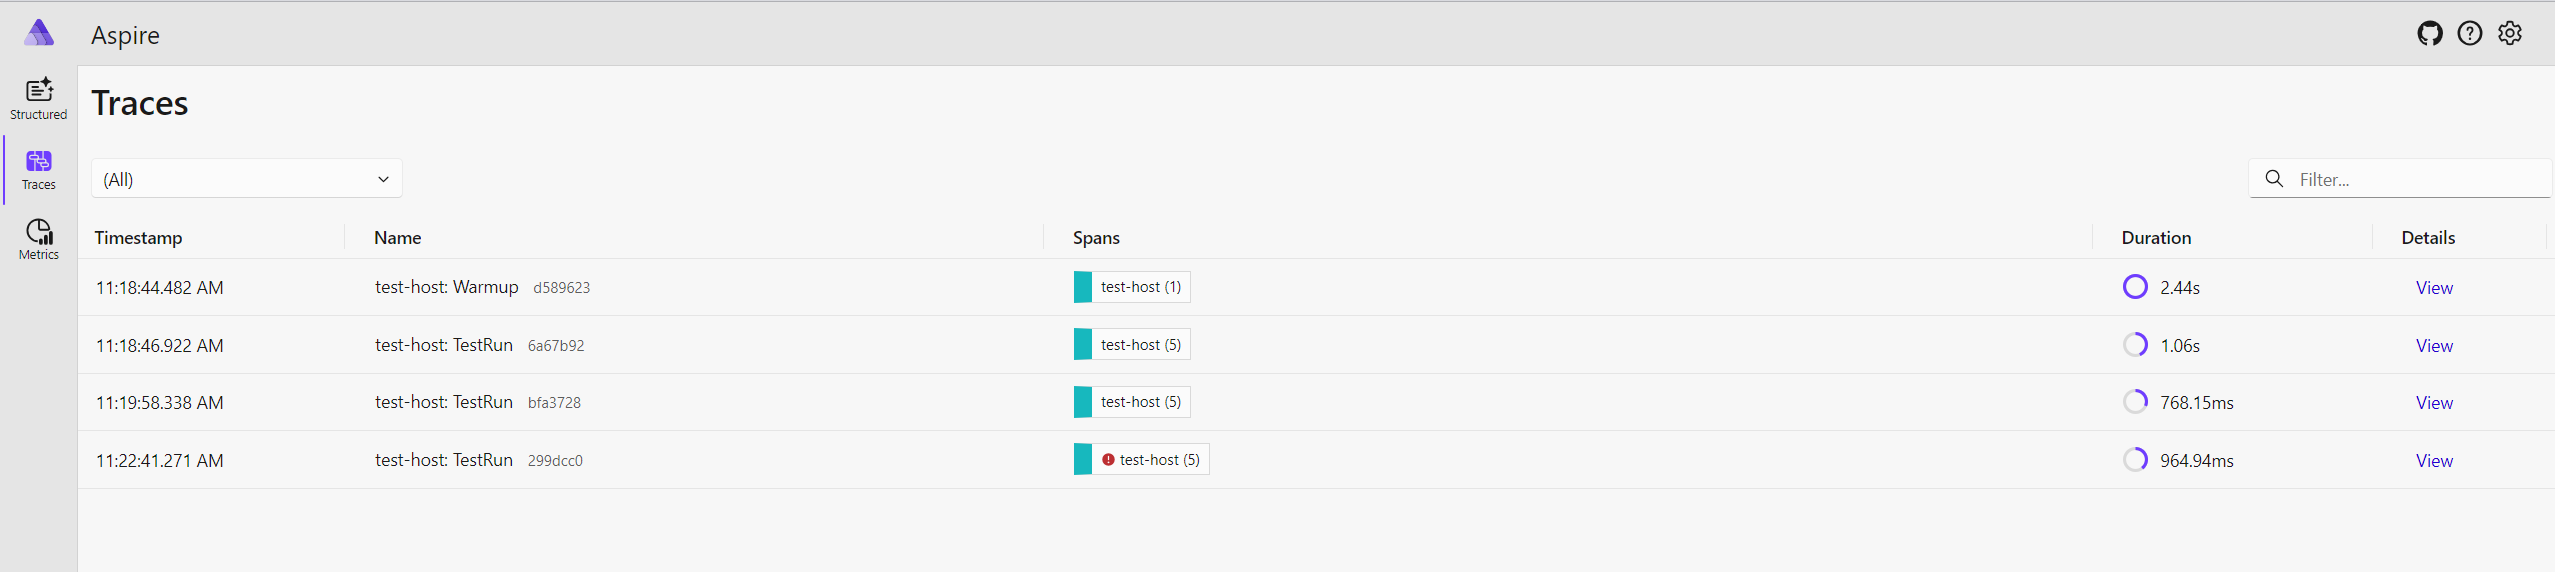 Aspire
Structured
Traces
Metrics
Traces
(All)
Filter...
Timestamp Name Spans Duration Details
11:18:44.482 AM test-host: Warmup d589623 test-host (1) 2.44s View
11:18:46.922 AM test-host: TestRun 6a67b92 test-host (5) 1.06s View
11:19:58.338 AM test-host: TestRun bfa3728 test-host (5) 768.15ms View
11:22:41.271 AM test-host: TestRun 299dcc0 test-host (5) 964.94ms View